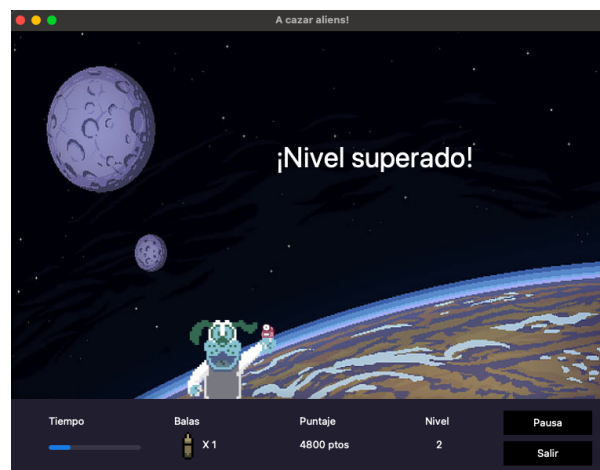 A cazar aliens!
¡Nivel superado!
Tiempo Balas Puntaje Nivel Pausa
X 1 4800 ptos 2
Salir